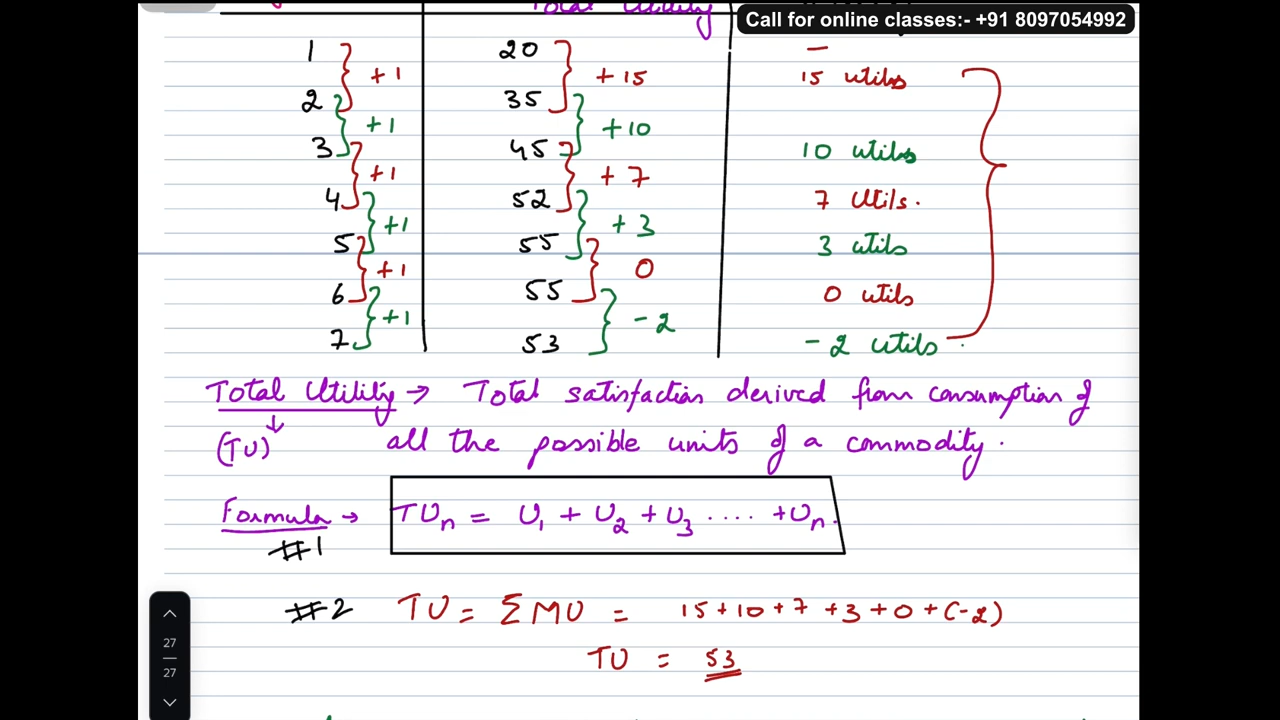 Total Utility
Call for online classes:- +91 8097054992
1 20 —
+1 +15 15 utils
2 35
+1 +10
3 45 10 utils
+1 +7
4 52 7 utils.
+1 +3
5 55 3 utils
+1 0
6 55 0 utils
+1 -2
7 53 -2 utils
Total Utility → Total satisfaction derived from consumption of
(TU) all the possible units of a commodity.
Formula → TUn = U1 + U2 + U3 .... + Un.
#1
#2 TU = Σ MU = 15+10+7+3+0+(-2)
TU = 53
27
27